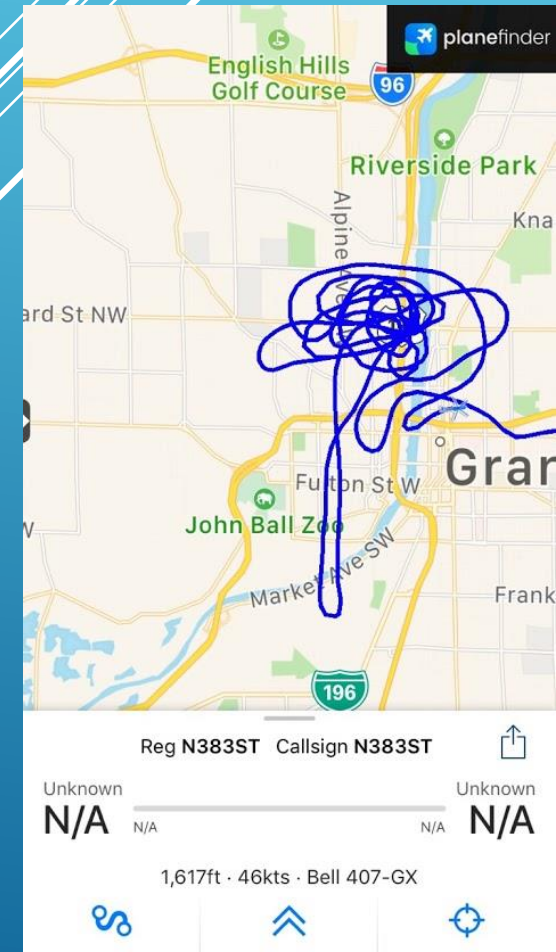 planefinder
English Hills
Golf Course
96
Riverside Park
Alpine Ave
Kna
ard St NW
Gran
Fulton St W
John Ball Zoo
W
Market Ave SW
Frank
196
Reg N383ST Callsign N383ST
Unknown Unknown
N/A N/A N/A N/A
1,617ft · 46kts · Bell 407-GX